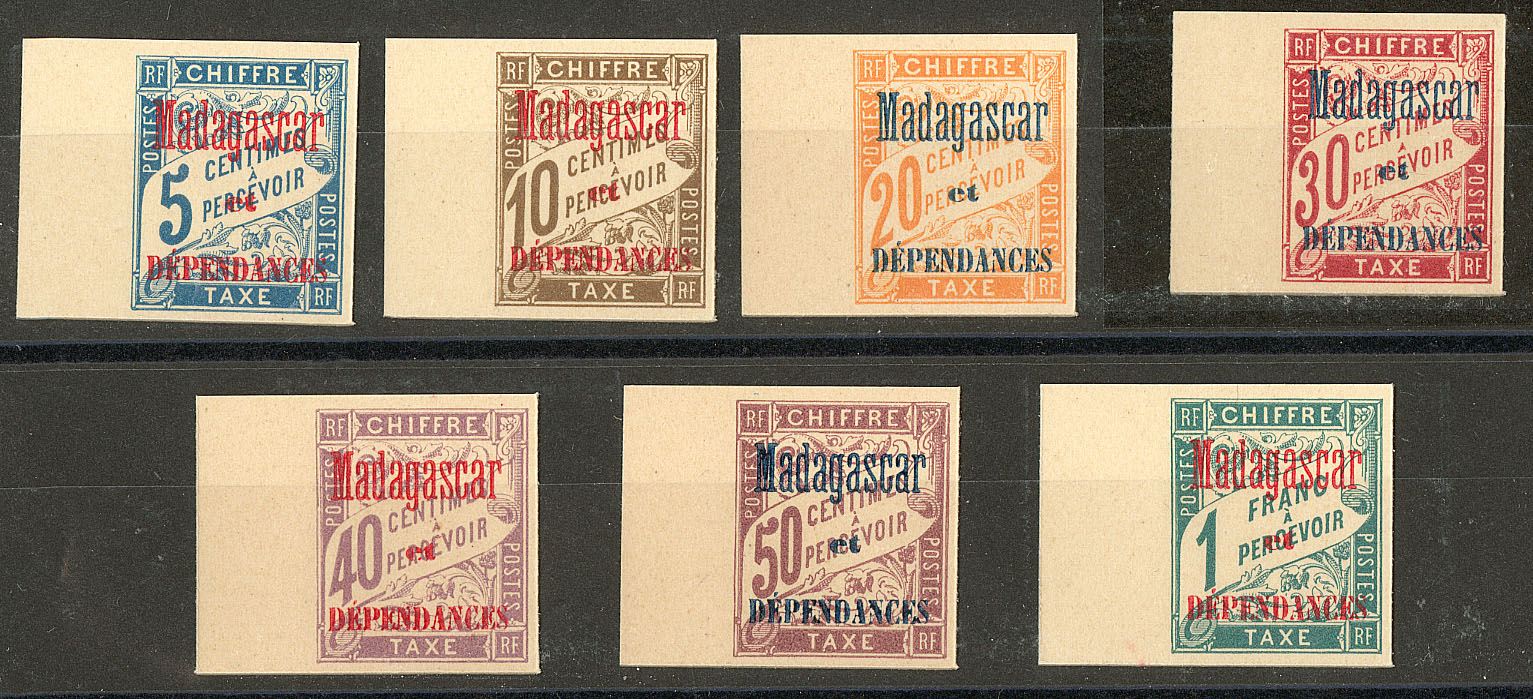 RF CHIFFRE
POSTES
Madagascar
5 CENTIMES
À
PERCEVOIR
et
POSTES
DÉPENDANCES
TAXE RF
RF CHIFFRE
POSTES
Madagascar
10 CENTIMES
À
PERCEVOIR
et
POSTES
DÉPENDANCES
TAXE RF
RF CHIFFRE
Madagascar
20 CENTIMES
À
PERCEVOIR
et
POSTES
DÉPENDANCES
TAXE RF
RF CHIFFRE
POSTES
Madagascar
30 CENTIMES
À
PERCEVOIR
et
POSTES
DÉPENDANCES
TAXE RF
RF CHIFFRE
POSTES
Madagascar
40 CENTIMES
À
PERCEVOIR
et
POSTES
DÉPENDANCES
TAXE RF
RF CHIFFRE
POSTES
Madagascar
50 CENTIMES
À
PERCEVOIR
et
POSTES
DÉPENDANCES
TAXE RF
RF CHIFFRE
POSTES
Madagascar
1 FRANC
À
PERCEVOIR
et
POSTES
DÉPENDANCES
TAXE RF